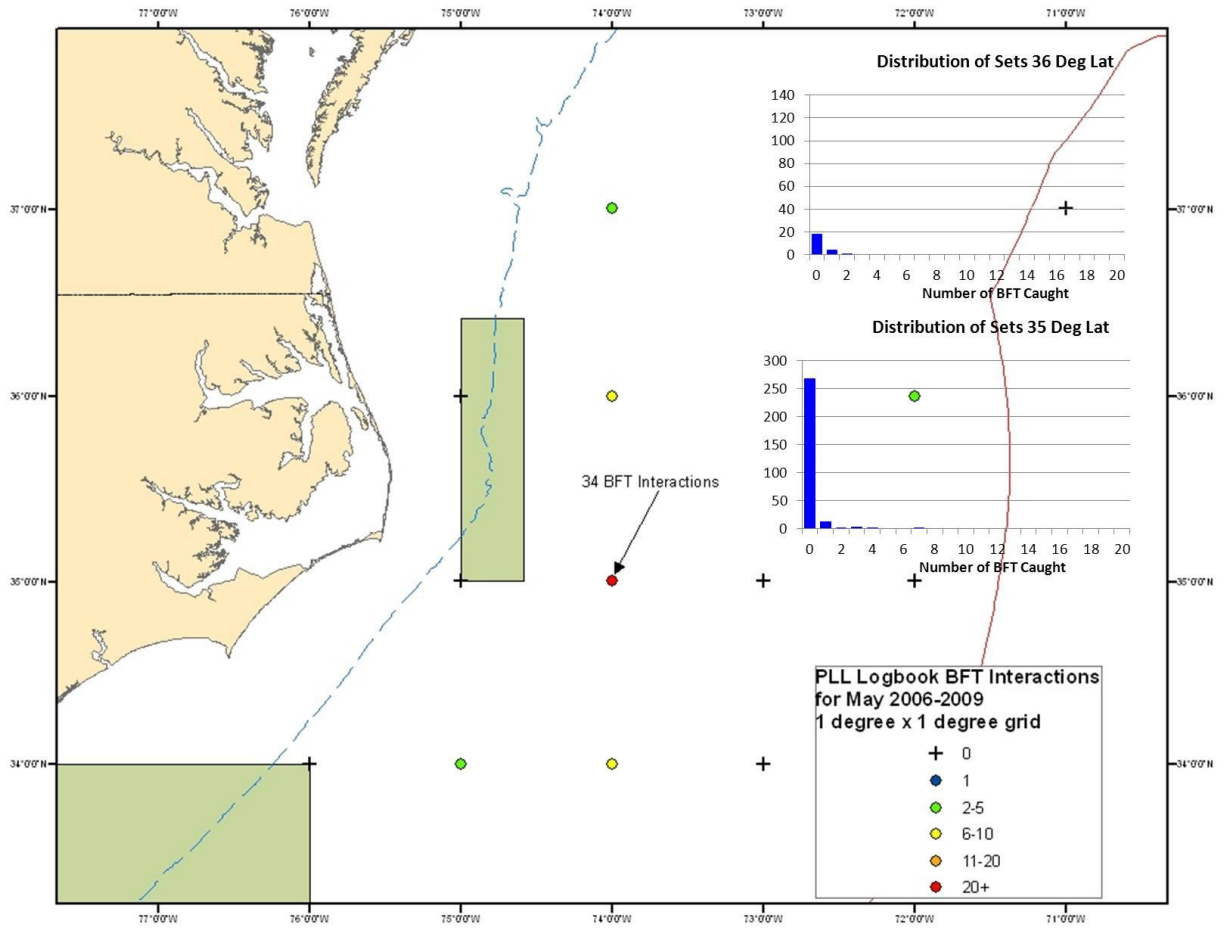 77°0'0"W 76°0'0"W 75°0'0"W 74°0'0"W 73°0'0"W 72°0'0"W 71°0'0"W
Distribution of Sets 36 Deg Lat
140
120
100
80
60
40
20
0
0 2 4 6 8 10 12 14 16 18 20
Number of BFT Caught
37°0'0"N 37°0'0"N
Distribution of Sets 35 Deg Lat
300
250
200
150
100
50
0
0 2 4 6 8 10 12 14 16 18 20
Number of BFT Caught
36°0'0"N 36°0'0"N
34 BFT Interactions
35°0'0"N 35°0'0"N
PLL Logbook BFT Interactions
for May 2006-2009
1 degree x 1 degree grid
0
1
2-5
6-10
11-20
20+
34°0'0"N 34°0'0"N
77°0'0"W 76°0'0"W 75°0'0"W 74°0'0"W 73°0'0"W 72°0'0"W 71°0'0"W